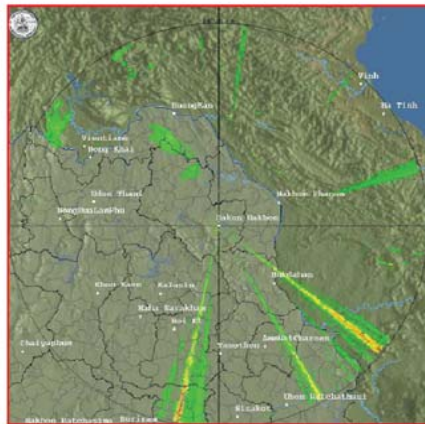 Vinh
Ha Tinh
BuengKan
Vientiane
Nong Khai
Udon Thani
Nakhon Phanom
NongBuaLamPhu
Sakon Nakhon
Mukdahan
Khon Kaen
Kalasin
Maha Sarakham
Roi Et
Chaiyaphum
Yasothon
AmnatCharoen
Ubon Ratchathani
Sisaket
Nakhon Ratchasima
Buriram